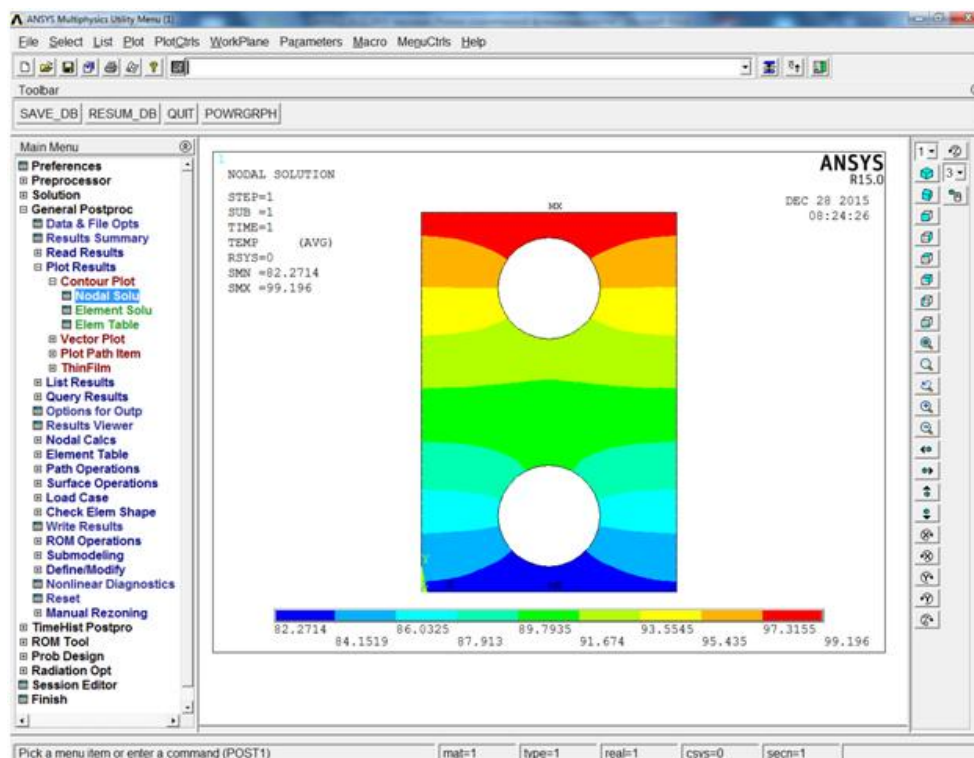 ANSYS Multiphysics Utility Menu (1)
File Select List Plot PlotCtrls WorkPlane Parameters Macro MenuCtrls Help
Toolbar
SAVE_DB RESUM_DB QUIT POWRGRPH
Main Menu
Preferences
Preprocessor
Solution
General Postproc
Data & File Opts
Results Summary
Read Results
Plot Results
Contour Plot
Nodal Solu
Element Solu
Elem Table
Vector Plot
Plot Path Item
ThinFilm
List Results
Query Results
Options for Outp
Results Viewer
Nodal Calcs
Element Table
Path Operations
Surface Operations
Load Case
Check Elem Shape
Write Results
ROM Operations
Submodeling
Define/Modify
Nonlinear Diagnostics
Reset
Manual Rezoning
TimeHist Postpro
ROM Tool
Prob Design
Radiation Opt
Session Editor
Finish
1
NODAL SOLUTION
STEP=1
SUB =1
TIME=1
TEMP (AVG)
RSYS=0
SMN =82.2714
SMX =99.196
ANSYS
R15.0
DEC 28 2015
08:24:26
MX
Y
82.2714 86.0325 89.7935 93.5545 97.3155
84.1519 87.913 91.674 95.435 99.196
1
3
Pick a menu item or enter a command (POST1) mat=1 type=1 real=1 csys=0 secn=1